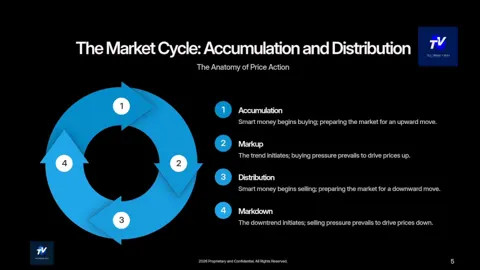 TV
The Market Cycle: Accumulation and Distribution
The Anatomy of Price Action
1
2
3
4
1
Accumulation
Smart money begins buying; preparing the market for an upward move.
2
Markup
The trend initiates; buying pressure prevails to drive prices up.
3
Distribution
Smart money begins selling; preparing the market for a downward move.
4
Markdown
The downtrend initiates; selling pressure prevails to drive prices down.
TV
2026 Proprietary and Confidential. All Rights Reserved.
5